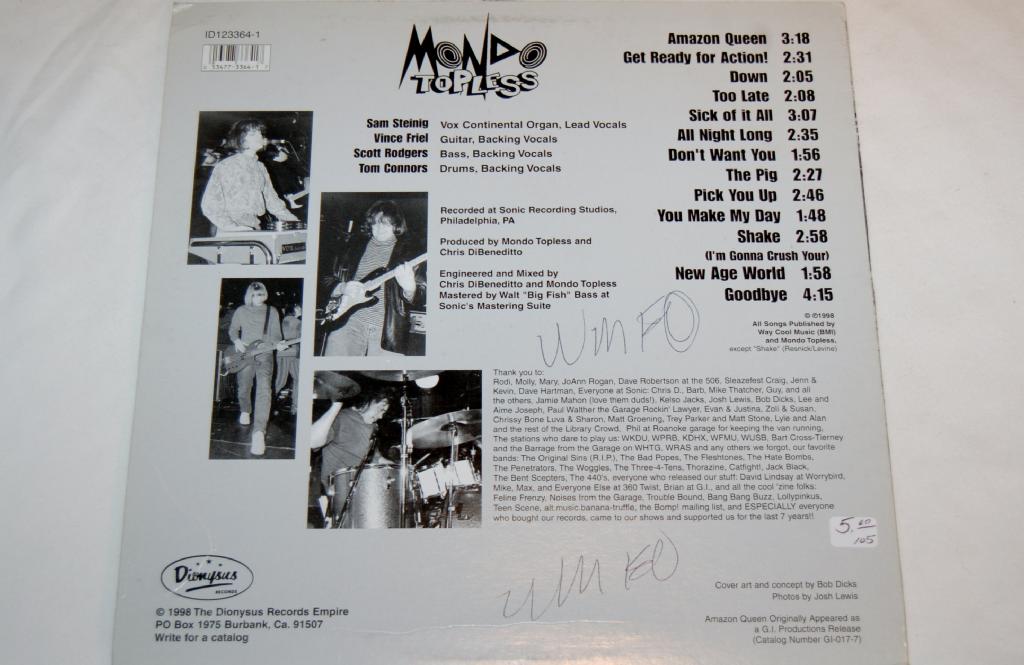 ID123364-1
0 53477-3364-1 7
MONDO
TOPLESS
Sam Steinig Vox Continental Organ, Lead Vocals
Vince Friel Guitar, Backing Vocals
Scott Rodgers Bass, Backing Vocals
Tom Connors Drums, Backing Vocals
Recorded at Sonic Recording Studios,
Philadelphia, PA
Produced by Mondo Topless and
Chris DiBeneditto
Engineered and Mixed by
Chris DiBeneditto and Mondo Topless
Mastered by Walt "Big Fish" Bass at
Sonic's Mastering Suite
Amazon Queen 3:18
Get Ready for Action! 2:31
Down 2:05
Too Late 2:08
Sick of it All 3:07
All Night Long 2:35
Don't Want You 1:56
The Pig 2:27
Pick You Up 2:46
You Make My Day 1:48
Shake 2:58
(I'm Gonna Crush Your)
New Age World 1:58
Goodbye 4:15
© ℗1998
All Songs Published by
Way Cool Music (BMI)
and Mondo Topless,
except "Shake" (Resnick/Levine)
Thank you to:
Rodi, Molly, Mary, JoAnn Rogan, Dave Robertson at the 506, Sleazefest Craig, Jenn &
Kevin, Dave Hartman, Everyone at Sonic: Chris D., Barb, Mike Thatcher, Guy, and all
the others, Jamie Mahon (love them duds!), Kelso Jacks, Josh Lewis, Bob Dicks, Lee and
Aime Joseph, Paul Walther the Garage Rockin' Lawyer, Evan & Justina, Zoli & Susan,
Chrissy Bone Luva & Sharon, Matt Groening, Trey Parker and Matt Stone, Lyle and Alan
and the rest of the Library Crowd, Phil at Roanoke garage for keeping the van running,
The stations who dare to play us: WKDU, WPRB, KDHX, WFMU, WUSB, Bart Cross-Tierney
and the Barrage from the Garage on WHTG, WRAS and any others we forgot, our favorite
bands: The Original Sins (R.I.P.), The Bad Popes, The Fleshtones, The Hate Bombs,
The Penetrators, The Woggles, The Three-4-Tens, Thorazine, Catfight!, Jack Black,
The Bent Scepters, The 440's, everyone who released our stuff: David Lindsay at Worrybird,
Mike, Max, and Everyone Else at 360 Twist, Brian at G.I., and all the cool 'zine folks:
Feline Frenzy, Noises from the Garage, Trouble Bound, Bang Bang Buzz, Lollypinkus,
Teen Scene, alt.music.banana-truffle, the Bomp! mailing list, and ESPECIALLY everyone
who bought our records, came to our shows and supported us for the last 7 years!!
WMFO
5.00
105
WMFO
Dionysus
RECORDS
© 1998 The Dionysus Records Empire
PO Box 1975 Burbank, Ca. 91507
Write for a catalog
Cover art and concept by Bob Dicks
Photos by Josh Lewis
Amazon Queen Originally Appeared as
a G.I. Productions Release
(Catalog Number GI-017-7)